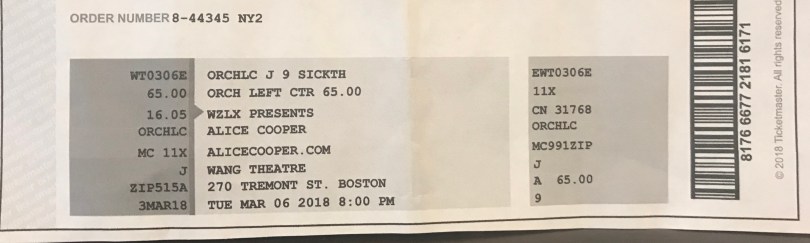 ORDER NUMBER 8-44345 NY2
WT0306E ORCHLC J 9 SICKTH EWT0306E
65.00 ORCH LEFT CTR 65.00 11X
16.05 WZLX PRESENTS CN 31768
ORCHLC ALICE COOPER ORCHLC
MC 11X ALICECOOPER.COM MC991ZIP
J WANG THEATRE J
ZIP515A 270 TREMONT ST. BOSTON A 65.00
3MAR18 TUE MAR 06 2018 8:00 PM 9
8176 6677 2181 6171
© 2018 Ticketmaster. All rights reserved